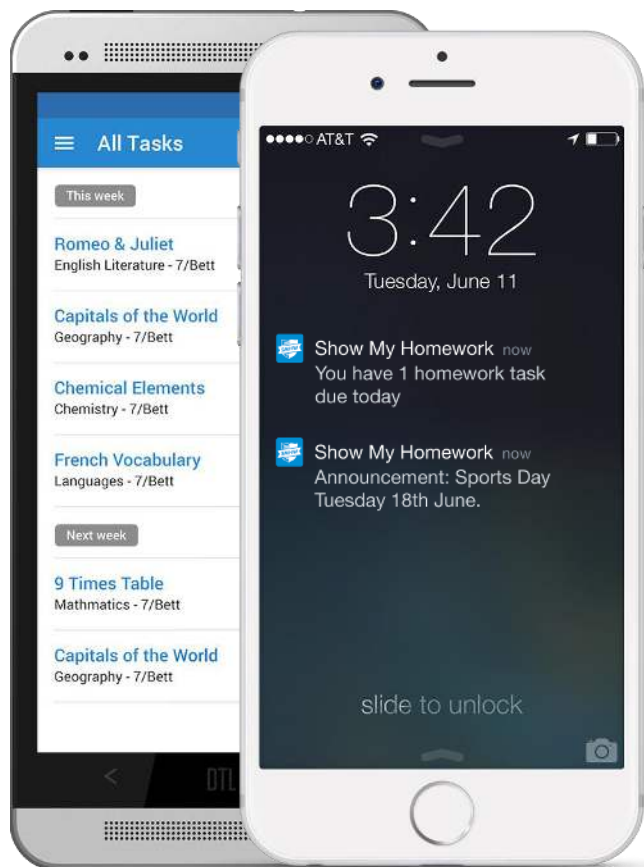 All Tasks
This week
Romeo & Juliet
English Literature - 7/Bett
Capitals of the World
Geography - 7/Bett
Chemical Elements
Chemistry - 7/Bett
French Vocabulary
Languages - 7/Bett
Next week
9 Times Table
Mathmatics - 7/Bett
Capitals of the World
Geography - 7/Bett
AT&T
3:42
Tuesday, June 11
Show My Homework now
You have 1 homework task
due today
Show My Homework now
Announcement: Sports Day
Tuesday 18th June.
slide to unlock